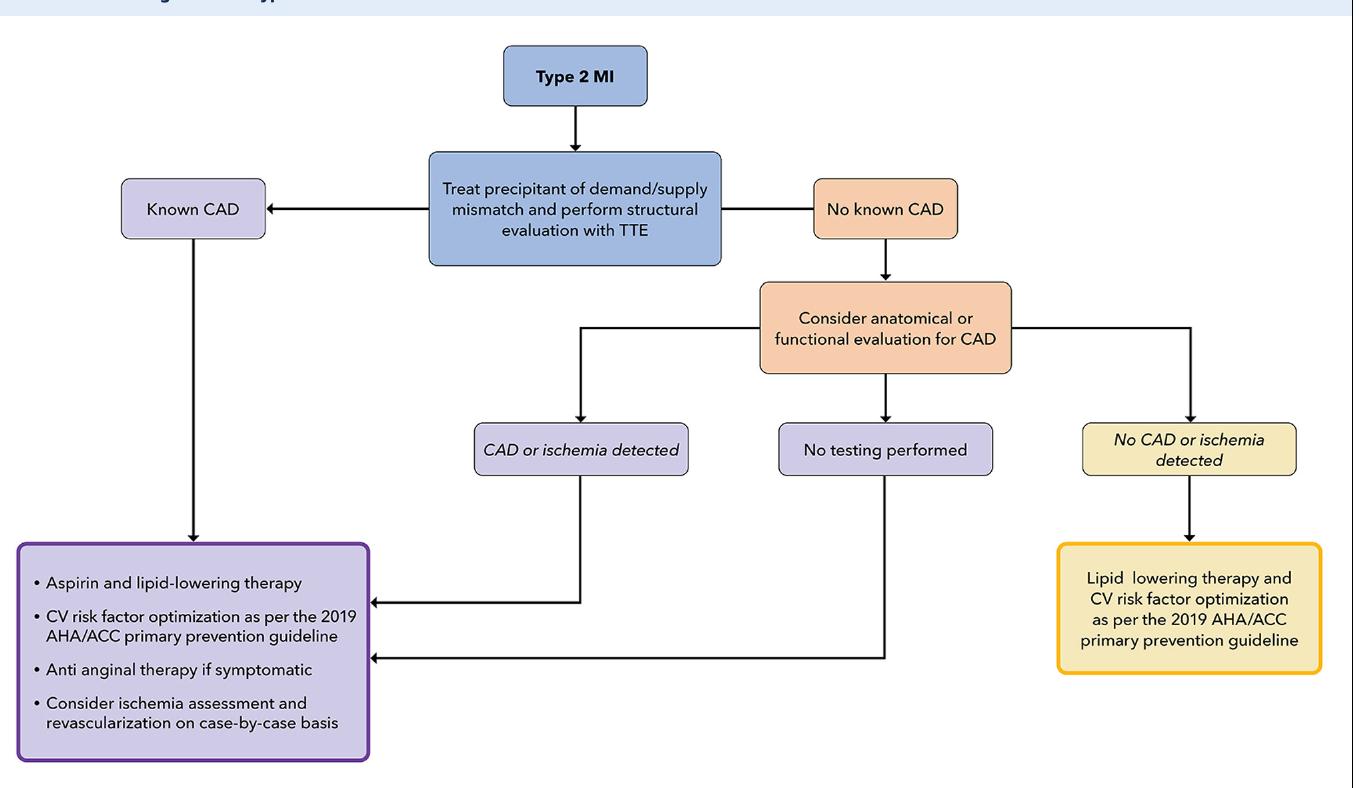 Type 2 MI
Treat precipitant of demand/supply
mismatch and perform structural
evaluation with TTE
Known CAD
No known CAD
Consider anatomical or
functional evaluation for CAD
CAD or ischemia detected
No testing performed
No CAD or ischemia
detected
• Aspirin and lipid-lowering therapy
• CV risk factor optimization as per the 2019
AHA/ACC primary prevention guideline
• Anti anginal therapy if symptomatic
• Consider ischemia assessment and
revascularization on case-by-case basis
Lipid lowering therapy and
CV risk factor optimization
as per the 2019 AHA/ACC
primary prevention guideline